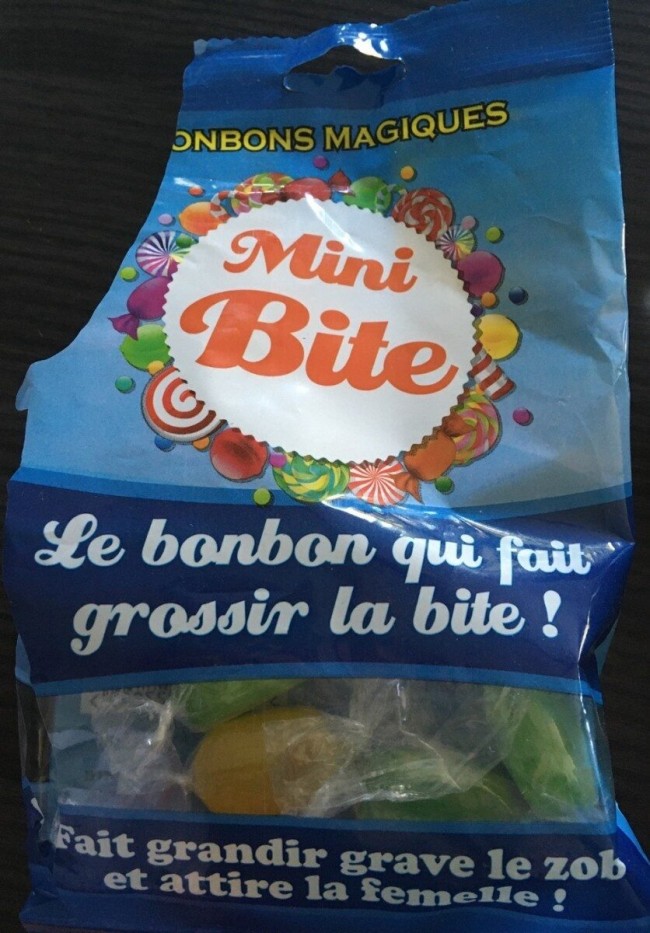 ONBONS MAGIQUES
Mini
Bite
Le bonbon qui fait
grossir la bite !
Fait grandir grave le zob
et attire la femelle !